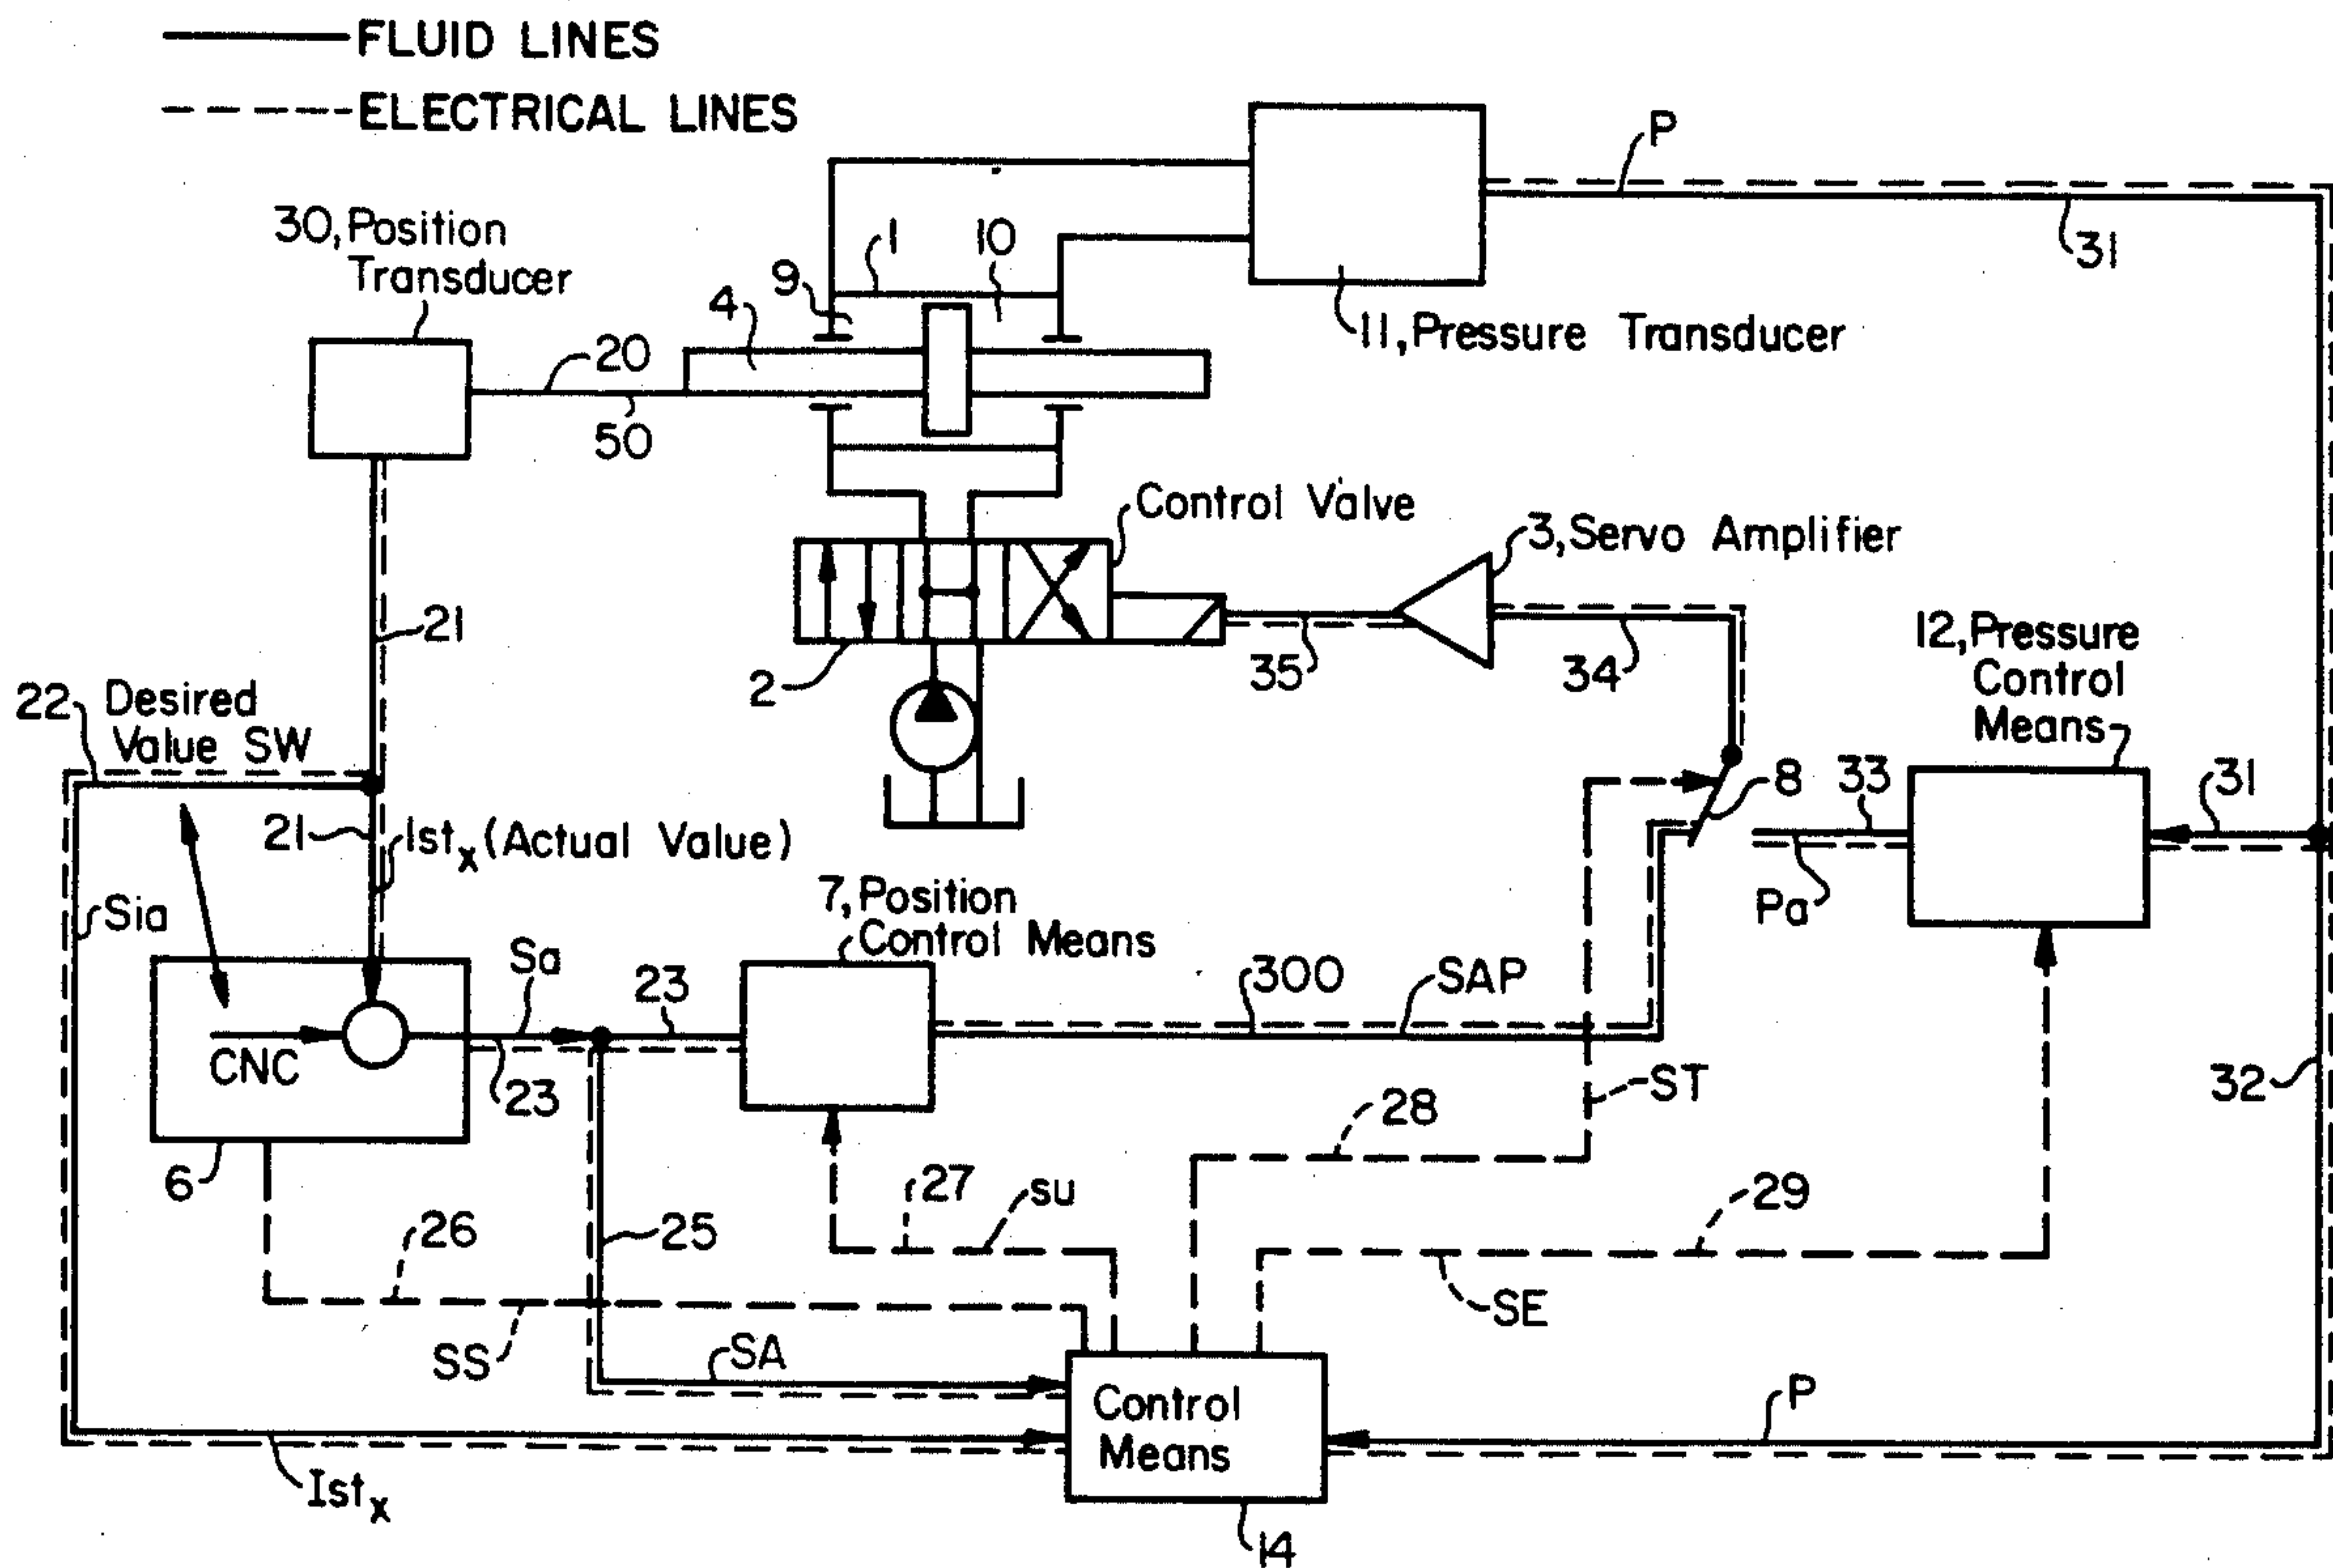 FLUID LINES
ELECTRICAL LINES
P
30, Position
Transducer
1
10
9
4
31
11, Pressure Transducer
20
50
Control Valve
3, Servo Amplifier
21
12, Pressure
Control
Means
35
34
2
22 Desired
Value SW
8
33
31
21
Istx (Actual Value)
Pa
7, Position
Control Means
Sia
Sa
23
300
SAP
CNC
23
ST
32
28
6
27
su
29
26
25
SE
SS
SA
P
Control
Means
Istx
14